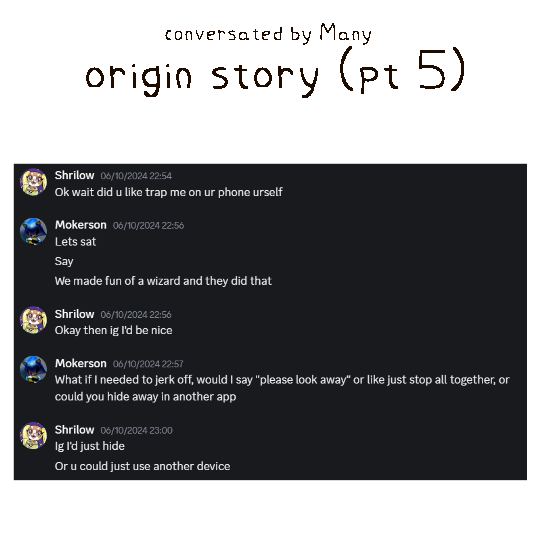 conversated by Many
origin story (pt 5)
Shrilow 06/10/2024 22:54
Ok wait did u like trap me on ur phone urself
Mokerson 06/10/2024 22:56
Lets sat
Say
We made fun of a wizard and they did that
Shrilow 06/10/2024 22:56
Okay then ig I'd be nice
Mokerson 06/10/2024 22:57
What if I needed to jerk off, would I say "please look away" or like just stop all together, or
could you hide away in another app
Shrilow 06/10/2024 23:00
Ig I'd just hide
Or u could just use another device